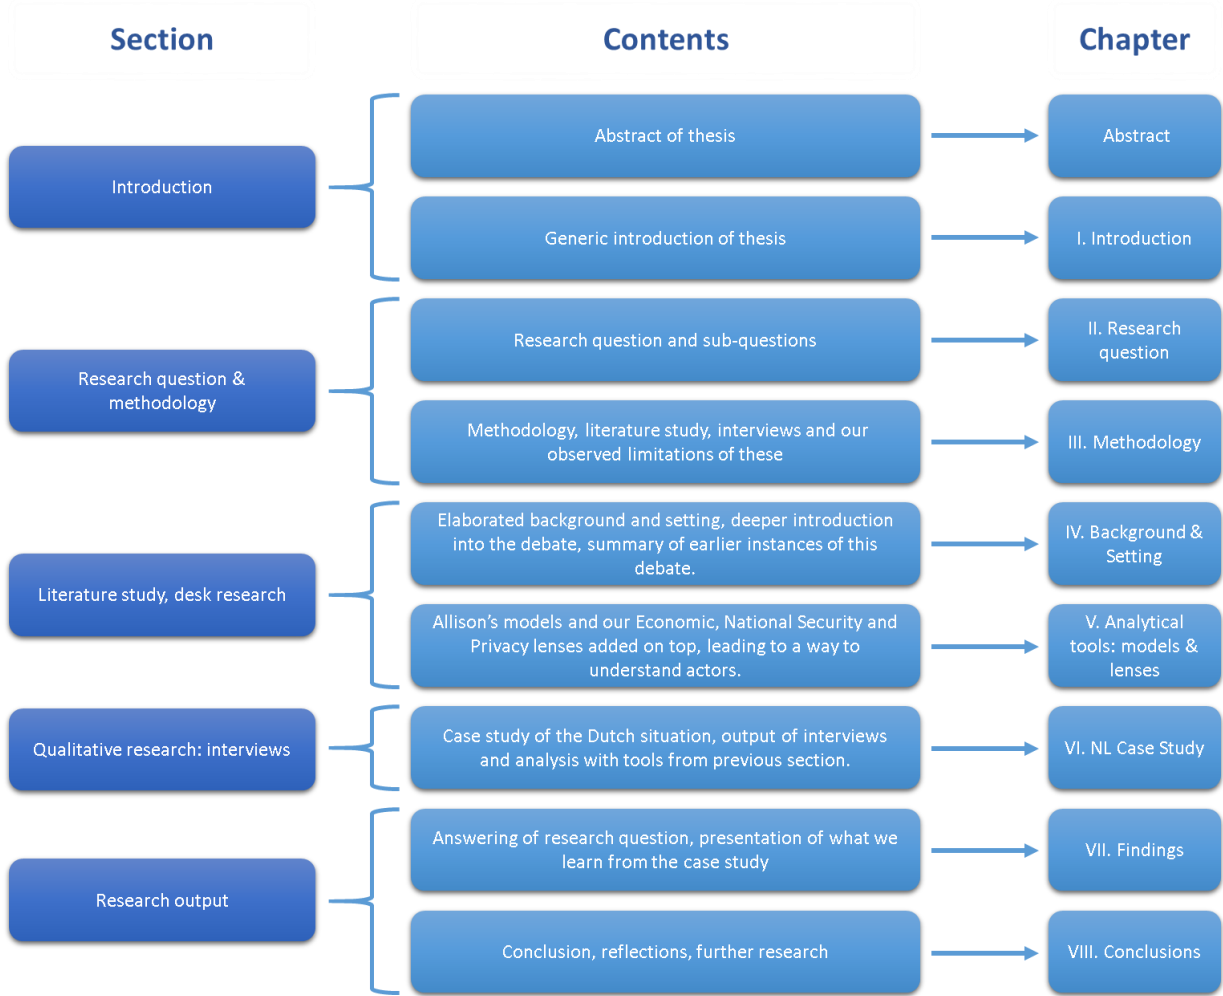 Section
Contents
Chapter
Introduction
Abstract of thesis
Abstract
Generic introduction of thesis
I. Introduction
Research question &
methodology
Research question and sub-questions
II. Research
question
Methodology, literature study, interviews and our
observed limitations of these
III. Methodology
Literature study, desk research
Elaborated background and setting, deeper introduction
into the debate, summary of earlier instances of this
debate.
IV. Background &
Setting
Allison’s models and our Economic, National Security and
Privacy lenses added on top, leading to a way to
understand actors.
V. Analytical
tools: models &
lenses
Qualitative research: interviews
Case study of the Dutch situation, output of interviews
and analysis with tools from previous section.
VI. NL Case Study
Research output
Answering of research question, presentation of what we
learn from the case study
VII. Findings
Conclusion, reflections, further research
VIII. Conclusions